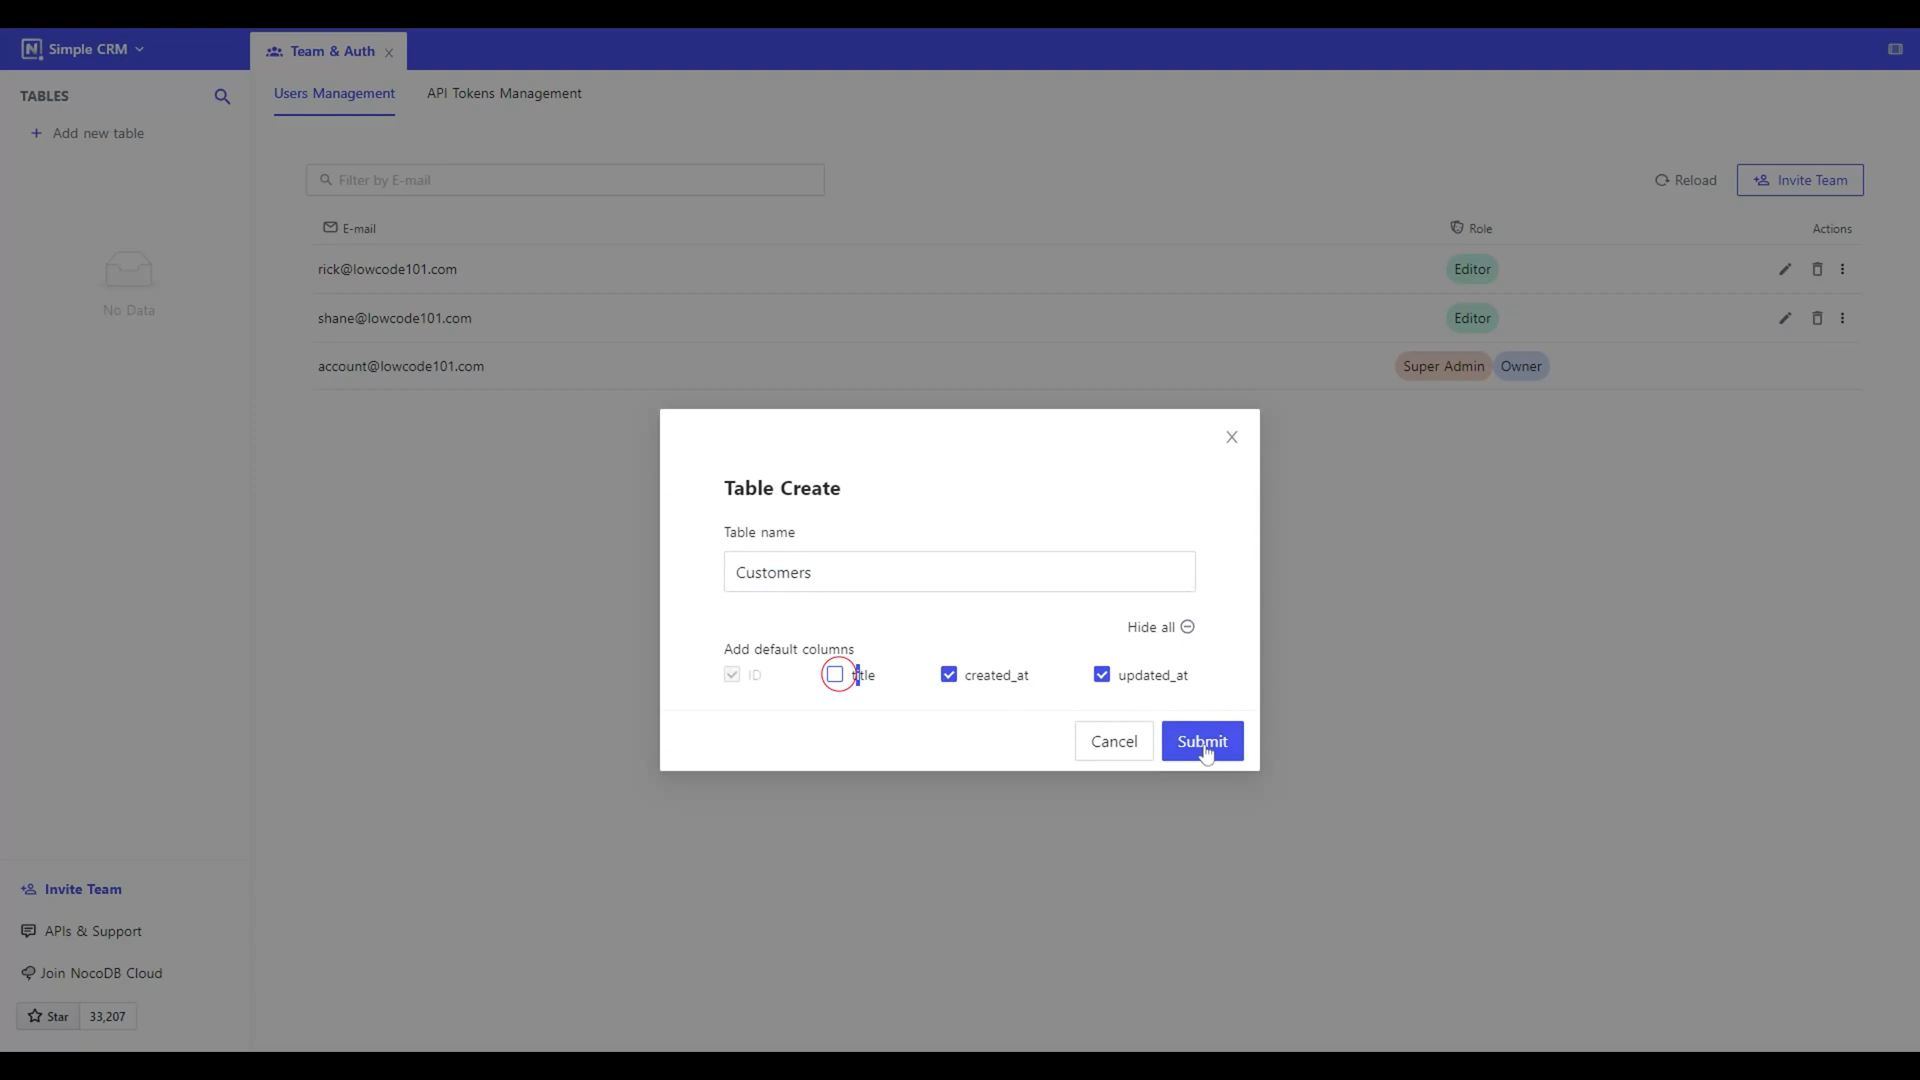 Simple CRM
Team & Auth
TABLES
Users Management
API Tokens Management
+ Add new table
Filter by E-mail
Reload
Invite Team
E-mail
Role
Actions
rick@lowcode101.com
Editor
No Data
shane@lowcode101.com
Editor
account@lowcode101.com
Super Admin
Owner
Table Create
Table name
Customers
Hide all
Add default columns
ID
title
created_at
updated_at
Cancel
Submit
Invite Team
APIs & Support
Join NocoDB Cloud
Star
33,207